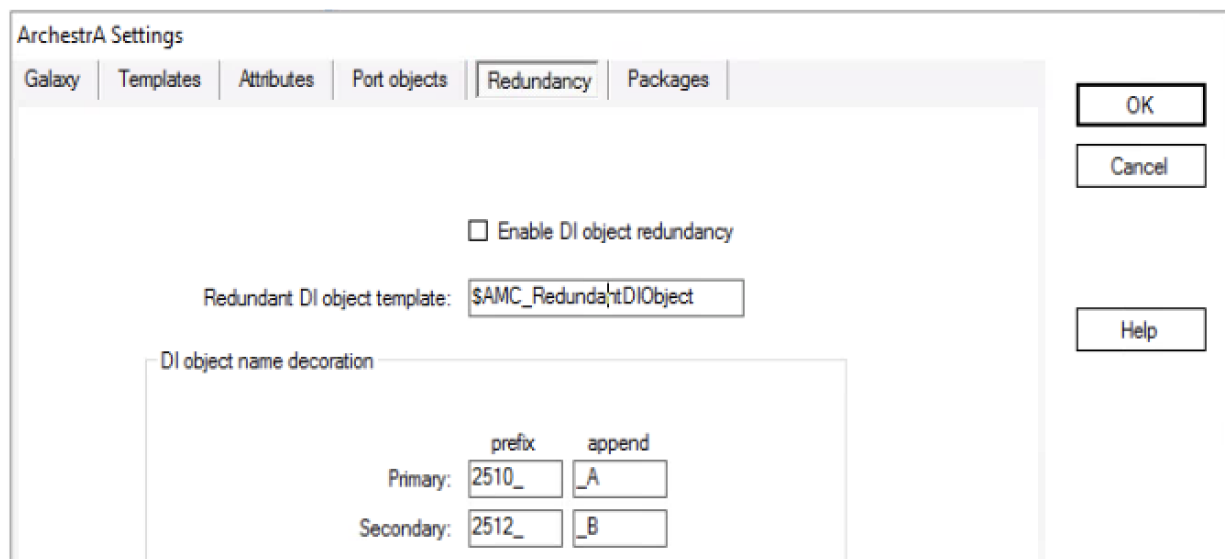 ArchestrA Settings
Galaxy Templates Attributes Port objects Redundancy Packages
OK
Cancel
Enable DI object redundancy
Redundant DI object template: $AMC_RedundantDIObject
Help
DI object name decoration
prefix append
Primary: 2510_ _A
Secondary: 2512_ _B